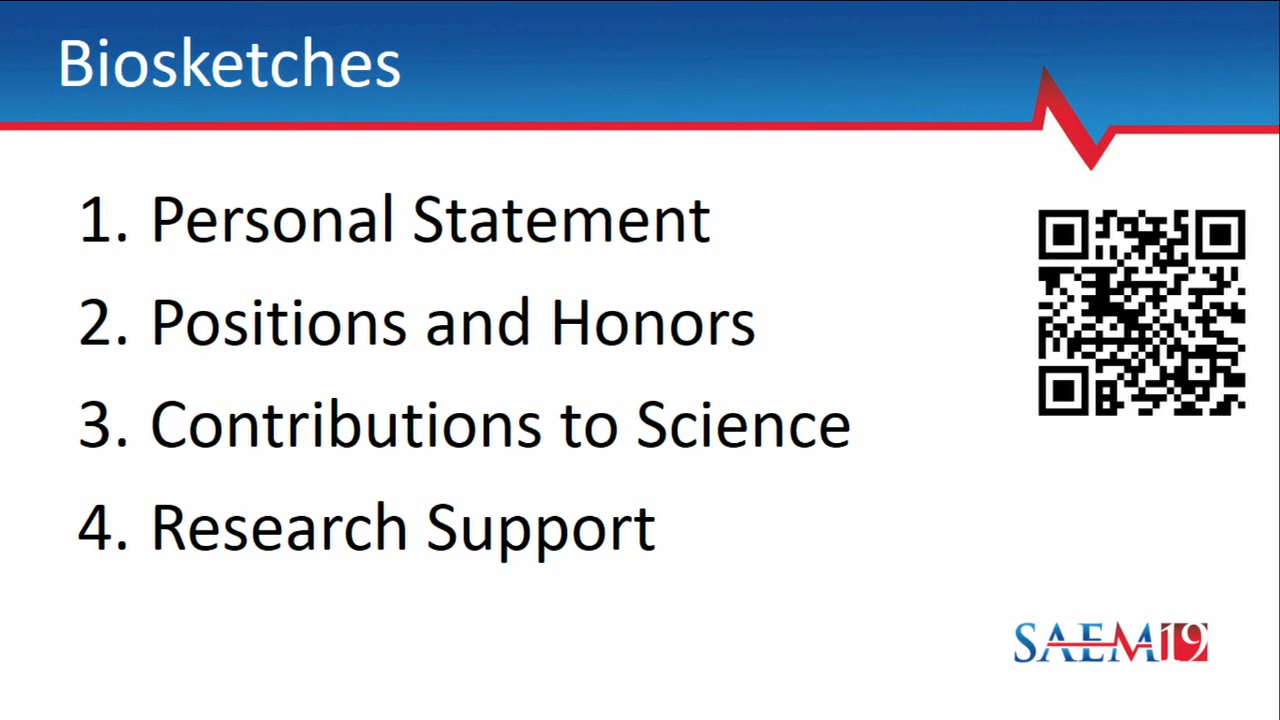 Biosketches
1. Personal Statement
2. Positions and Honors
3. Contributions to Science
4. Research Support
SAEM19